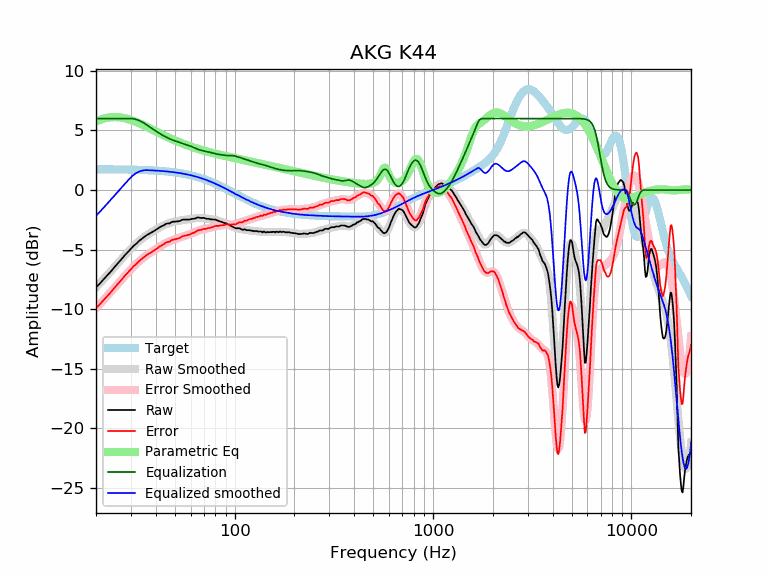 AKG K44
Amplitude (dBr)
10
5
0
−5
−10
−15
−20
−25
Target
Raw Smoothed
Error Smoothed
Raw
Error
Parametric Eq
Equalization
Equalized smoothed
100
1000
10000
Frequency (Hz)